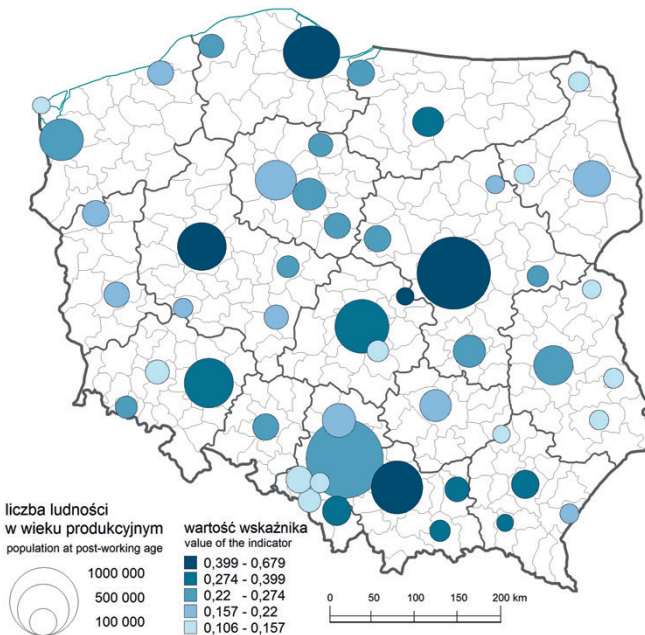 liczba ludności
w wieku produkcyjnym
population at post-working age
1000 000
500 000
100 000
wartość wskaźnika
value of the indicator
0,399 - 0,679
0,274 - 0,399
0,22 - 0,274
0,157 - 0,22
0,106 - 0,157
0 50 100 150 200 km